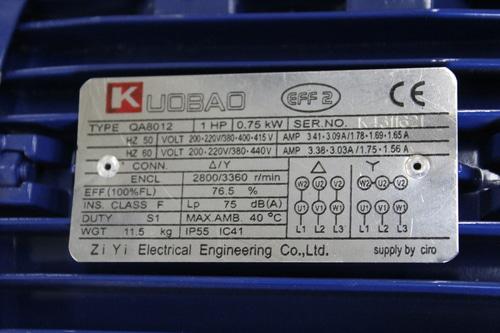 KUOBAO EFF 2 CE
TYPE QA8012 1 HP 0.75 kW SER.NO.
HZ 50 VOLT 200-220V/380-400-415 V AMP 3.41-3.09A/1.78-1.69-1.65A
HZ 60 VOLT 200-220V/380-440V AMP 3.38-3.03A/1.75-1.56 A
CONN. Δ/Y Δ Y
ENCL 2800/3360 r/min
EFF.(100%FL) 76.5 % W2 U2 V2 W2 U2 V2
INS. CLASS F Lp 75 dB(A)
DUTY S1 MAX.AMB. 40 °C U1 V1 W1 U1 V1 W1
WGT 11.5 kg IP55 IC41 L1 L2 L3 L1 L2 L3
Zi Yi Electrical Engineering Co.,Ltd. supply by ciro